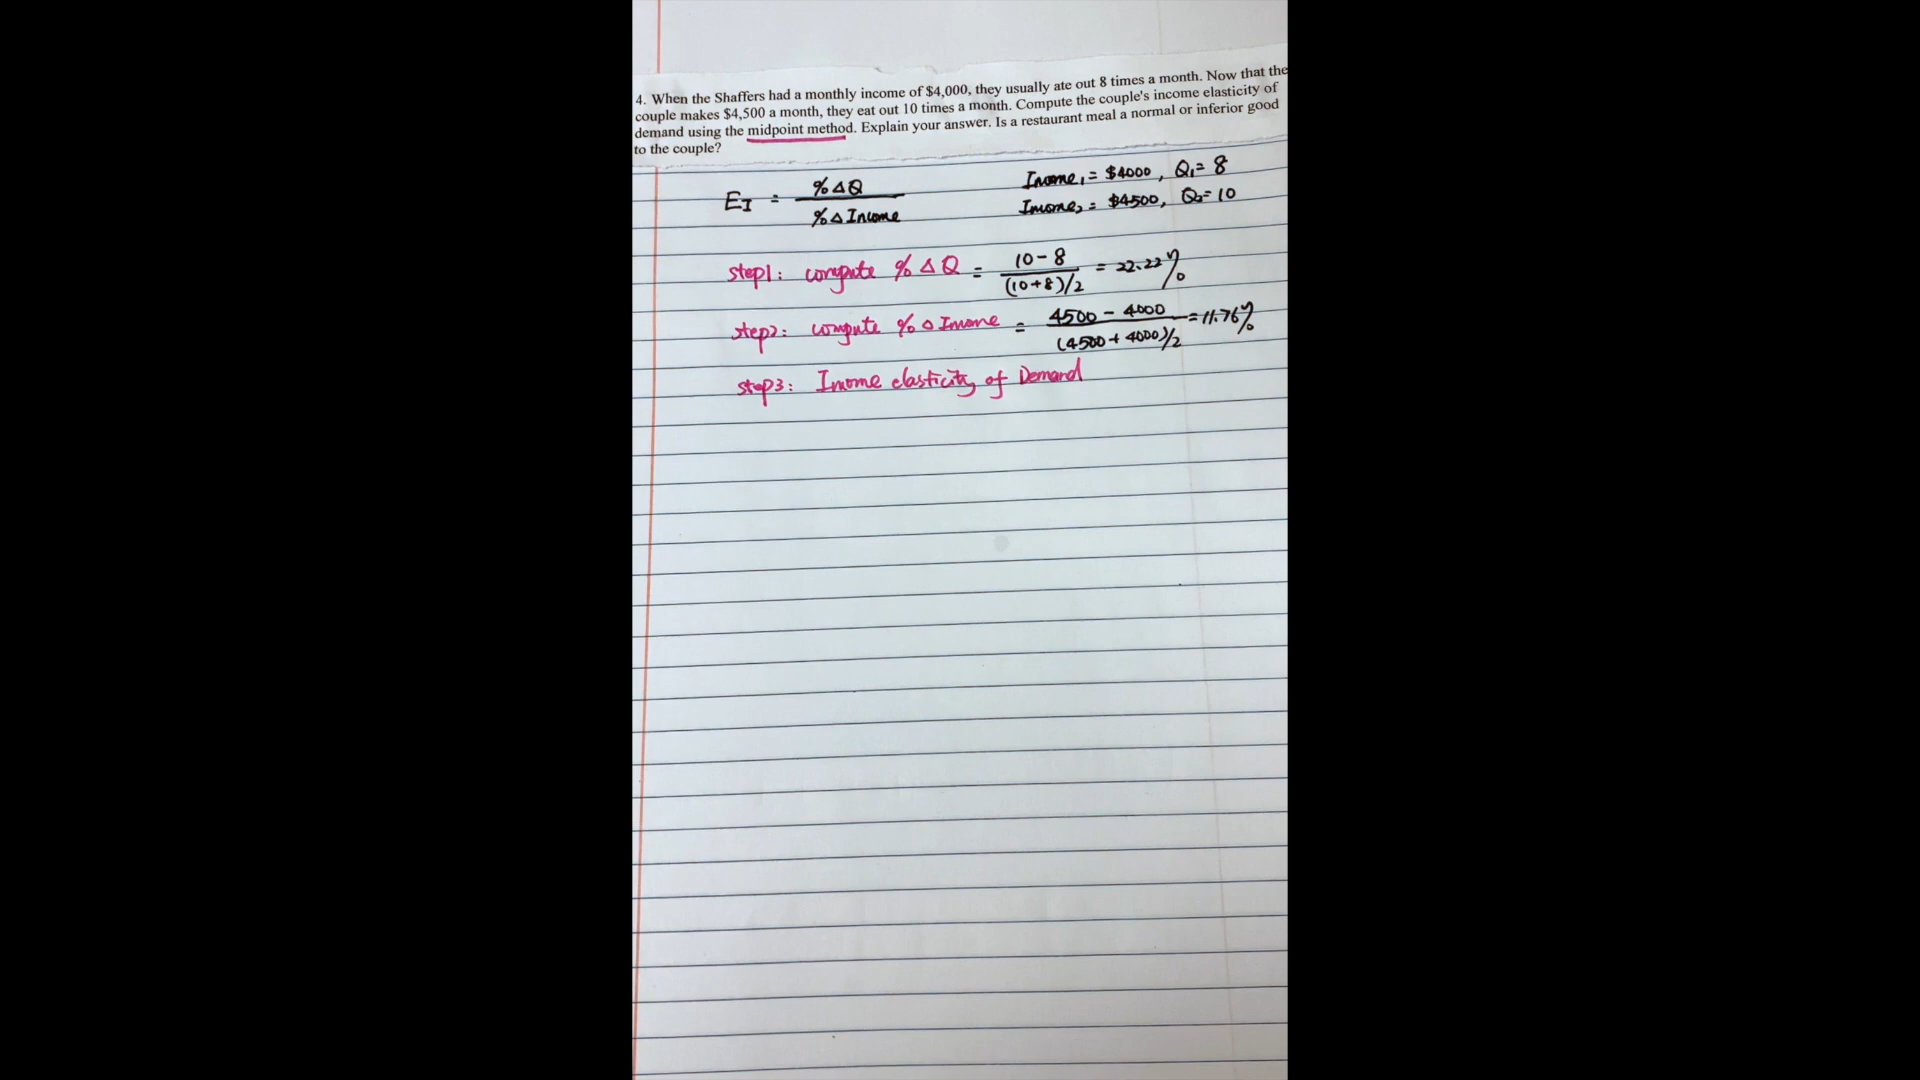 4. When the Shaffers had a monthly income of $4,000, they usually ate out 8 times a month. Now that the
couple makes $4,500 a month, they eat out 10 times a month. Compute the couple's income elasticity of
demand using the midpoint method. Explain your answer. Is a restaurant meal a normal or inferior good
to the couple?
E_I = %ΔQ / %Δ Income
Income₁ = $4000, Q₁ = 8
Income₂ = $4500, Q₂ = 10
step1: compute % Δ Q = (10 - 8) / ((10+8)/2) = 22.22%
step2: compute % Δ Income = (4500 - 4000) / ((4500 + 4000)/2) = 11.76%
step3: Income elasticity of Demand